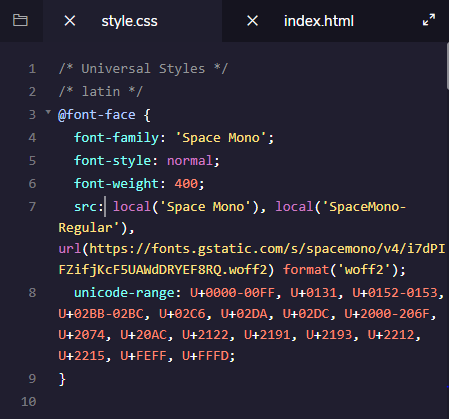 style.css index.html
1 /* Universal Styles */
2 /* latin */
3 @font-face {
4 font-family: 'Space Mono';
5 font-style: normal;
6 font-weight: 400;
7 src: local('Space Mono'), local('SpaceMono-
Regular'),
url(https://fonts.gstatic.com/s/spacemono/v4/i7dPI
FZifjKcF5UAWdDRYEF8RQ.woff2) format('woff2');
8 unicode-range: U+0000-00FF, U+0131, U+0152-0153,
U+02BB-02BC, U+02C6, U+02DA, U+02DC, U+2000-206F,
U+2074, U+20AC, U+2122, U+2191, U+2193, U+2212,
U+2215, U+FEFF, U+FFFD;
9 }
10